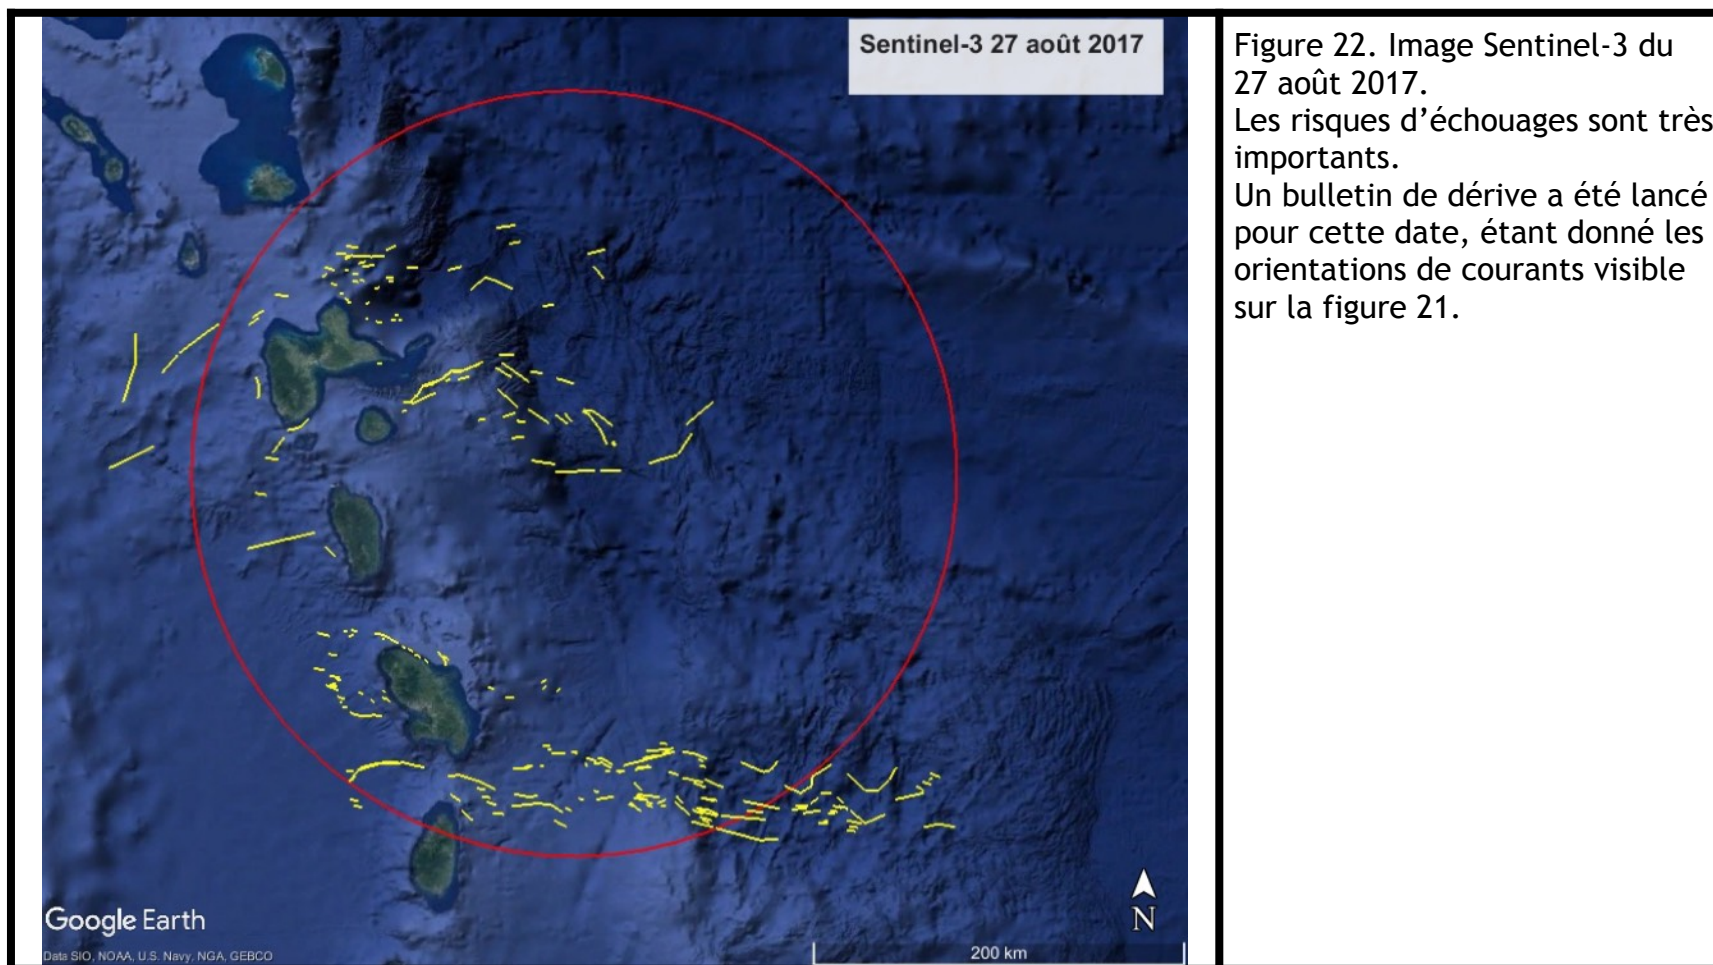 Sentinel-3 27 août 2017
Google Earth
Data SIO, NOAA, U.S. Navy, NGA, GEBCO
N
200 km
Figure 22. Image Sentinel-3 du
27 août 2017.
Les risques d’échouages sont très
importants.
Un bulletin de dérive a été lancé
pour cette date, étant donné les
orientations de courants visible
sur la figure 21.